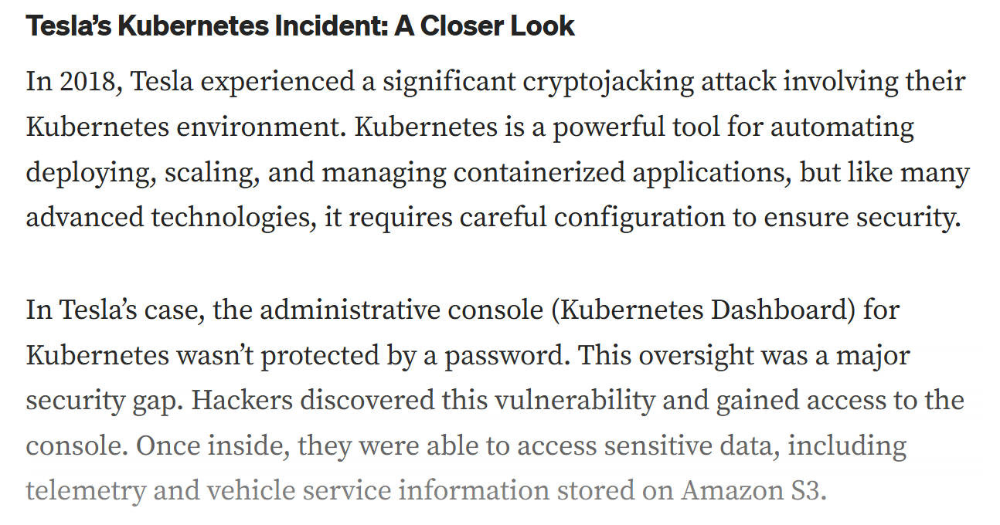 Tesla’s Kubernetes Incident: A Closer Look
In 2018, Tesla experienced a significant cryptojacking attack involving their
Kubernetes environment. Kubernetes is a powerful tool for automating
deploying, scaling, and managing containerized applications, but like many
advanced technologies, it requires careful configuration to ensure security.
In Tesla’s case, the administrative console (Kubernetes Dashboard) for
Kubernetes wasn’t protected by a password. This oversight was a major
security gap. Hackers discovered this vulnerability and gained access to the
console. Once inside, they were able to access sensitive data, including
telemetry and vehicle service information stored on Amazon S3.